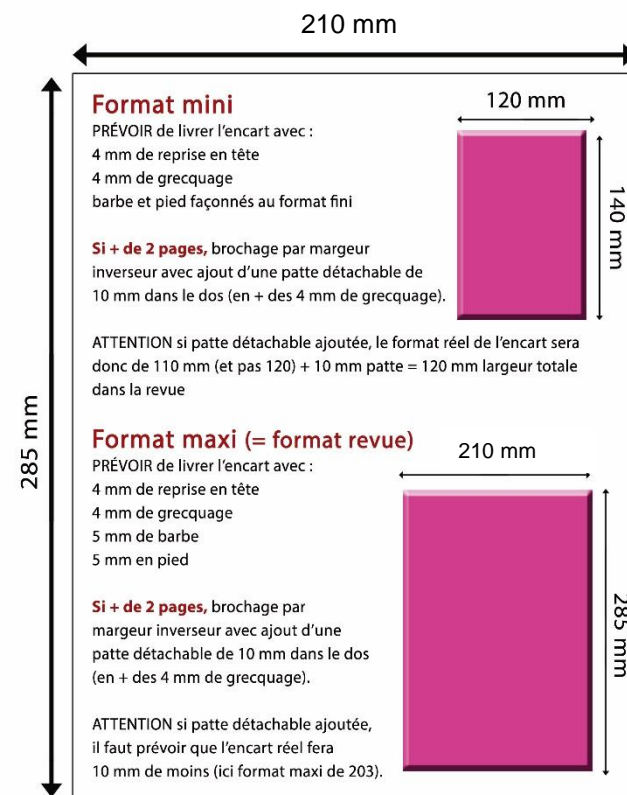 210 mm
285 mm
Format mini
PRÉVOIR de livrer l'encart avec :
4 mm de reprise en tête
4 mm de grecquage
barbe et pied façonnés au format fini
120 mm
140 mm
Si + de 2 pages, brochage par margeur
inverseur avec ajout d'une patte détachable de
10 mm dans le dos (en + des 4 mm de grecquage).
ATTENTION si patte détachable ajoutée, le format réel de l'encart sera
donc de 110 mm (et pas 120) + 10 mm patte = 120 mm largeur totale
dans la revue
Format maxi (= format revue)
PRÉVOIR de livrer l'encart avec :
4 mm de reprise en tête
4 mm de grecquage
5 mm de barbe
5 mm en pied
210 mm
285 mm
Si + de 2 pages, brochage par
margeur inverseur avec ajout d'une
patte détachable de 10 mm dans le dos
(en + des 4 mm de grecquage).
ATTENTION si patte détachable ajoutée,
il faut prévoir que l'encart réel fera
10 mm de moins (ici format maxi de 203).